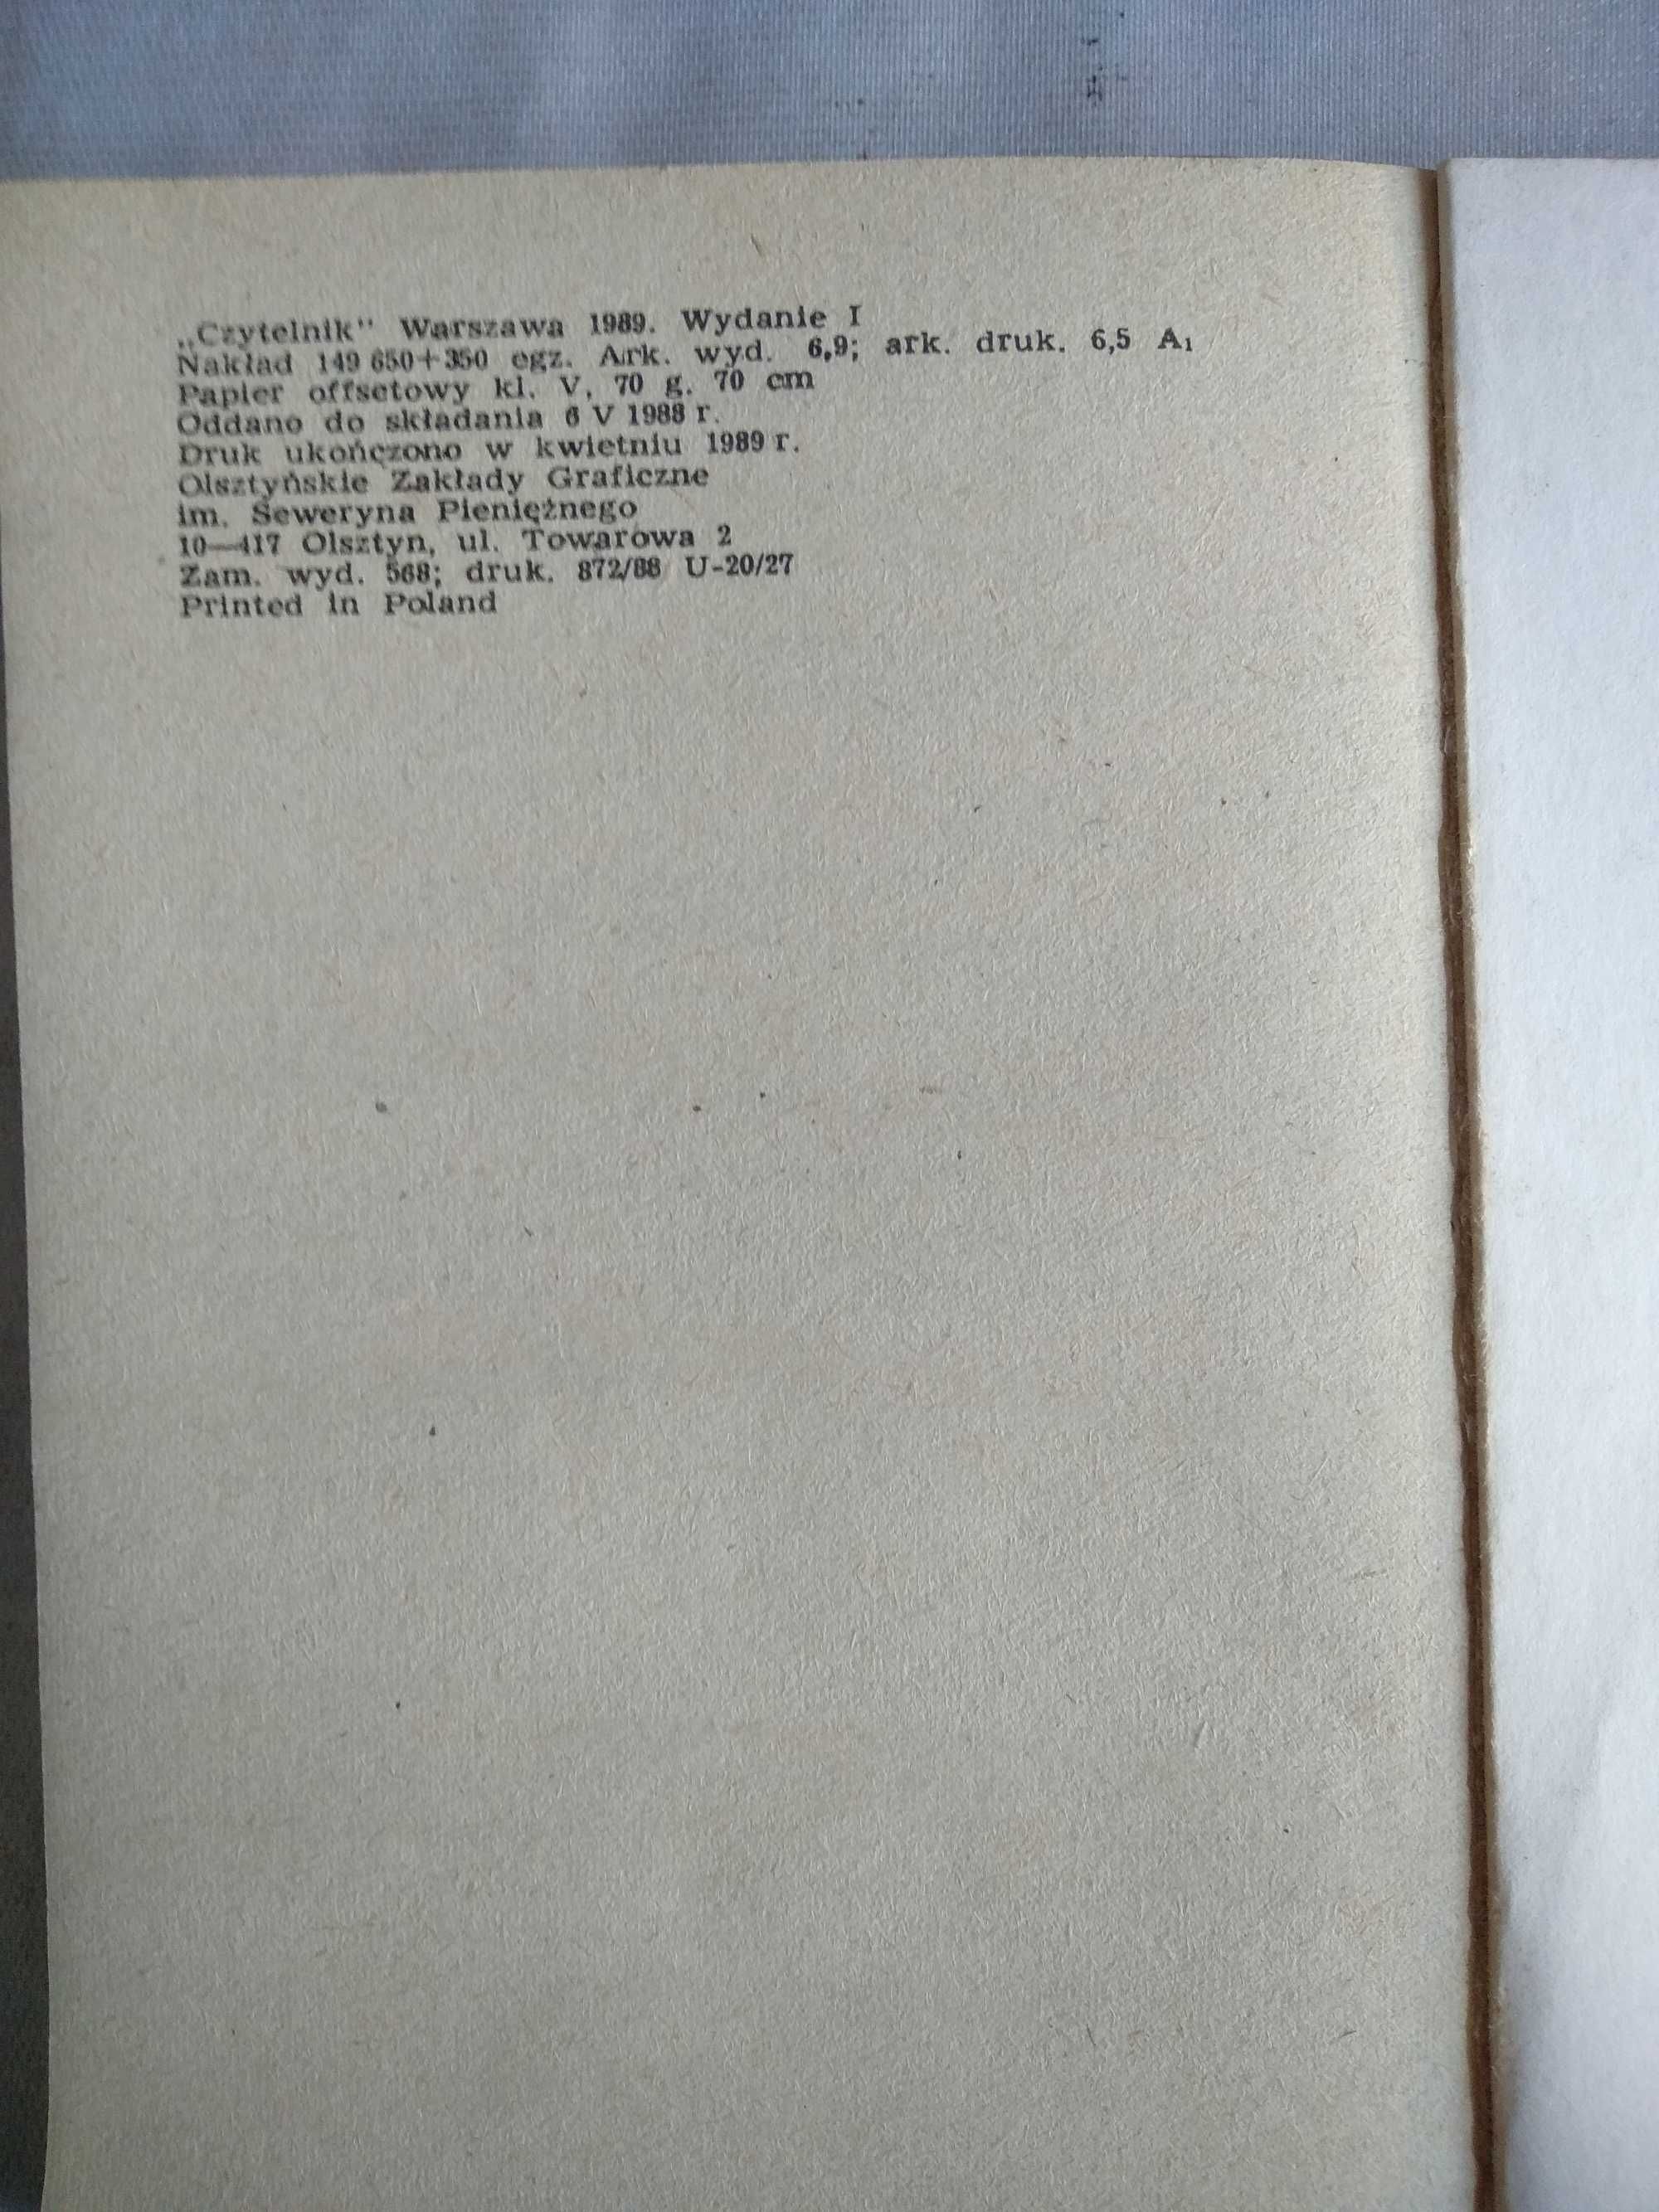 „Czytelnik” Warszawa 1989. Wydanie I
Nakład 149 650+350 egz. Ark. wyd. 6,9; ark. druk. 6,5 A₁
Papier offsetowy kl. V, 70 g. 70 cm
Oddano do składania 6 V 1988 r.
Druk ukończono w kwietniu 1989 r.
Olsztyńskie Zakłady Graficzne
im. Seweryna Pieniężnego
10—417 Olsztyn, ul. Towarowa 2
Zam. wyd. 568; druk. 872/88 U-20/27
Printed in Poland